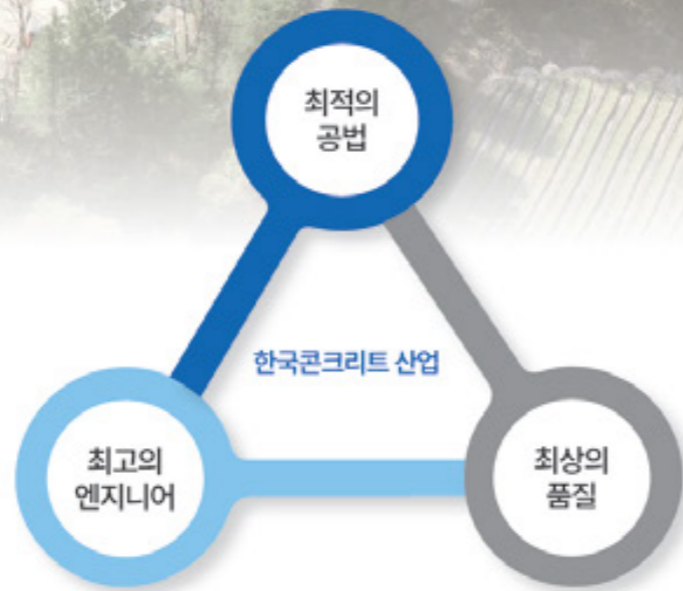 최적의
공법
한국콘크리트 산업
최고의
엔지니어
최상의
품질